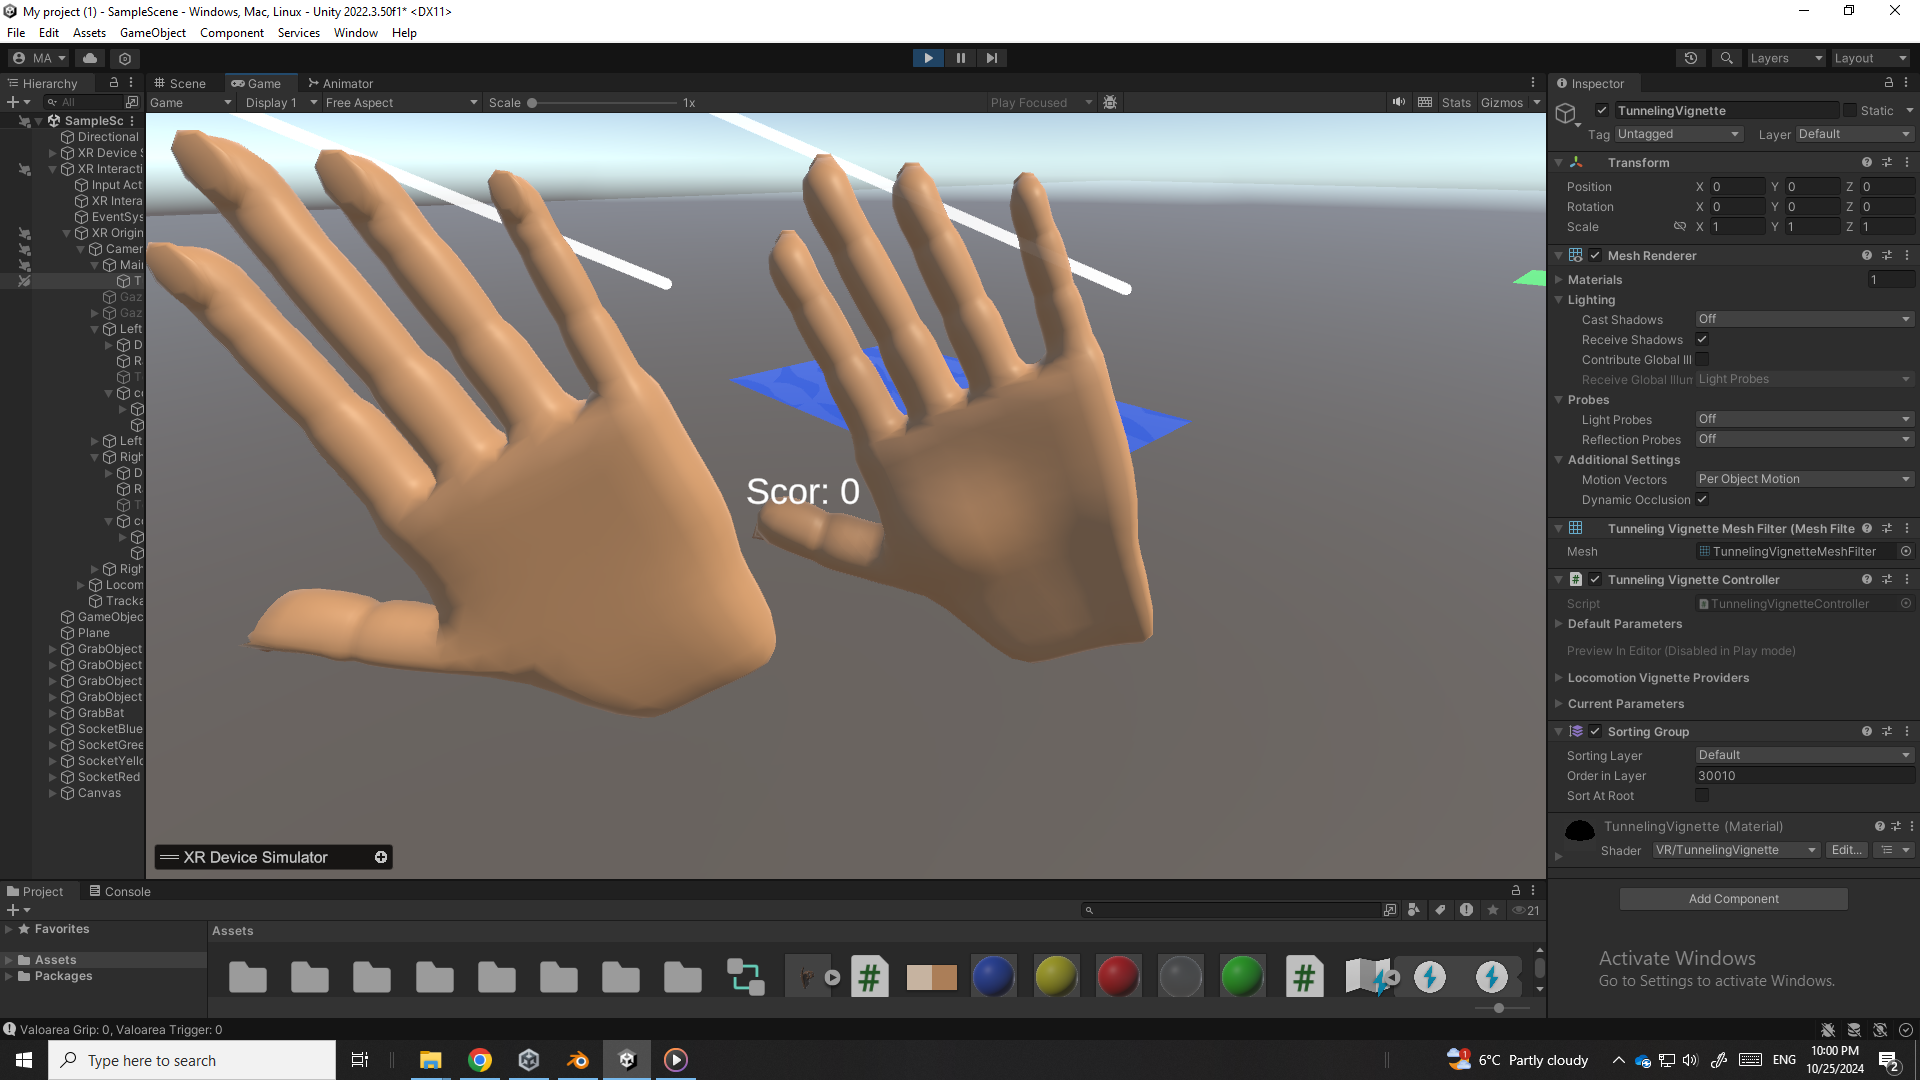 My project (1) - SampleScene - Windows, Mac, Linux - Unity 2022.3.50f1* <DX11>
File Edit Assets GameObject Component Services Window Help
MA Layers Layout
Hierarchy Scene Game Animator Inspector
All Game Display 1 Free Aspect Scale 1x Play Focused Stats Gizmos
TunnelingVignette Static
Tag Untagged Layer Default
SampleSc
Directional
XR Device S
XR Interacti
Input Act
XR Intera
EventSys
XR Origin
Camer
Mai
T
Gaz
Gaz
Left
D
R
T
c
Left
Righ
D
R
T
c
Righ
Locom
Tracka
GameObjec
Plane
GrabObject
GrabObject
GrabObject
GrabObject
GrabBat
SocketBlue
SocketGree
SocketYello
SocketRed
Canvas
Scor: 0
XR Device Simulator
Transform
Position X 0 Y 0 Z 0
Rotation X 0 Y 0 Z 0
Scale X 1 Y 1 Z 1
Mesh Renderer
Materials 1
Lighting
Cast Shadows Off
Receive Shadows
Contribute Global Ill
Receive Global Illum Light Probes
Probes
Light Probes Off
Reflection Probes Off
Additional Settings
Motion Vectors Per Object Motion
Dynamic Occlusion
Tunneling Vignette Mesh Filter (Mesh Filte
Mesh TunnelingVignetteMeshFilter
Tunneling Vignette Controller
Script TunnelingVignetteController
Default Parameters
Preview In Editor (Disabled in Play mode)
Locomotion Vignette Providers
Current Parameters
Sorting Group
Sorting Layer Default
Order in Layer 30010
Sort At Root
TunnelingVignette (Material)
Shader VR/TunnelingVignette Edit...
Add Component
Activate Windows
Go to Settings to activate Windows.
Project Console
21
Favorites
Assets
Packages
Assets
Valoarea Grip: 0, Valoarea Trigger: 0
Type here to search
1
6°C Partly cloudy
ENG
10:00 PM
10/25/2024
2